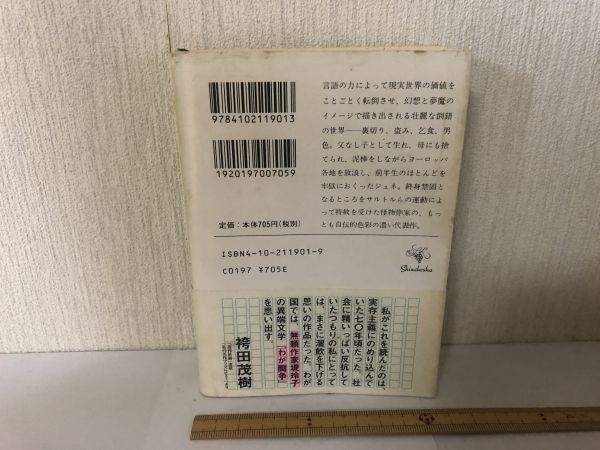 9784102119013
1920197007059
定価：本体705円(税別)
ISBN4-10-211901-9
C0197 ¥705E
言語の力によって現実世界の価値を
ことごとく転倒させ、幻想と夢魔の
イメージで描き出される壮麗な倒錯
の世界――裏切り、盗み、乞食、男
色。父なし子として生れ、母にも捨
てられ、泥棒をしながらヨーロッパ
各地を放浪し、前半生のほとんどを
牢獄におくったジュネ。終身禁固と
なるところをサルトルらの運動によ
って特赦を受けた怪物作家の、もっ
とも自伝的色彩の濃い代表作。
Shinchosha
私がこれを読んだのは、
実存主義にのめり込んで
いた七〇年頃だった。社
会に精いっぱい反抗して
いたつもりの私にとって
は、まさに溜飲を下げる
思いの作品だった。わが
国では、無頼作家堤玲子
の異端文学『わが闘争』
を思い出す。
袴田茂樹